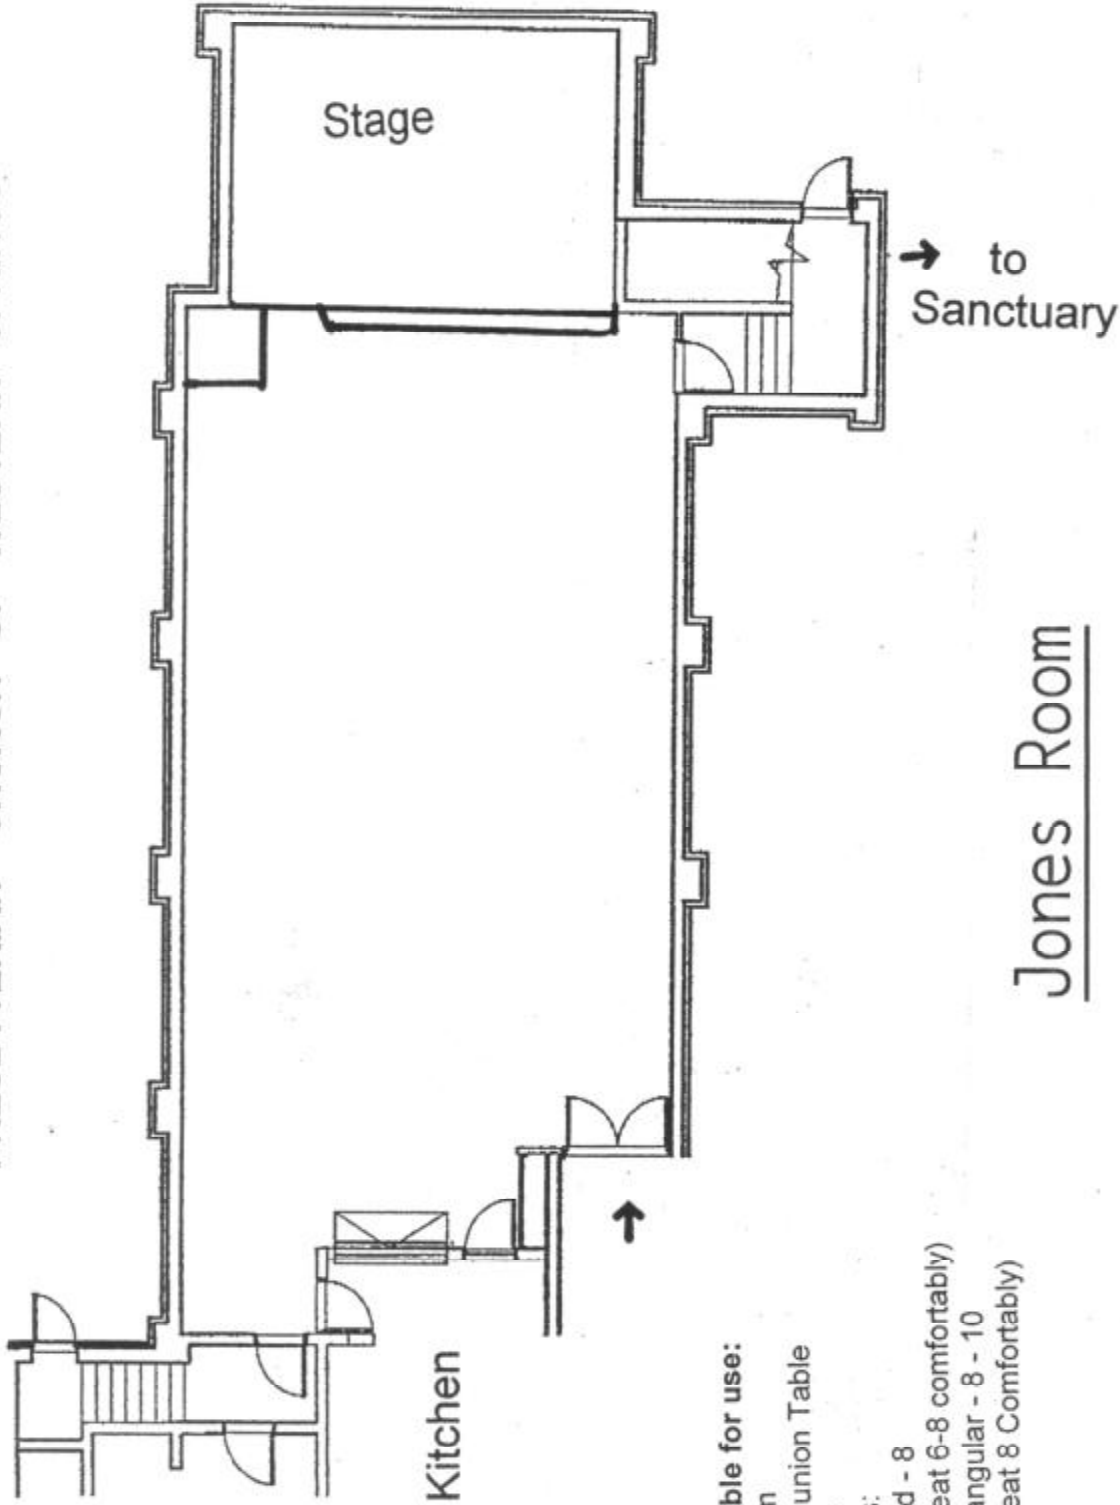 Stage
to
Sanctuary
Jones Room
Kitchen
ble for use:
n
union Table
s:
d - 8
eat 6-8 comfortably)
angular - 8 - 10
eat 8 Comfortably)